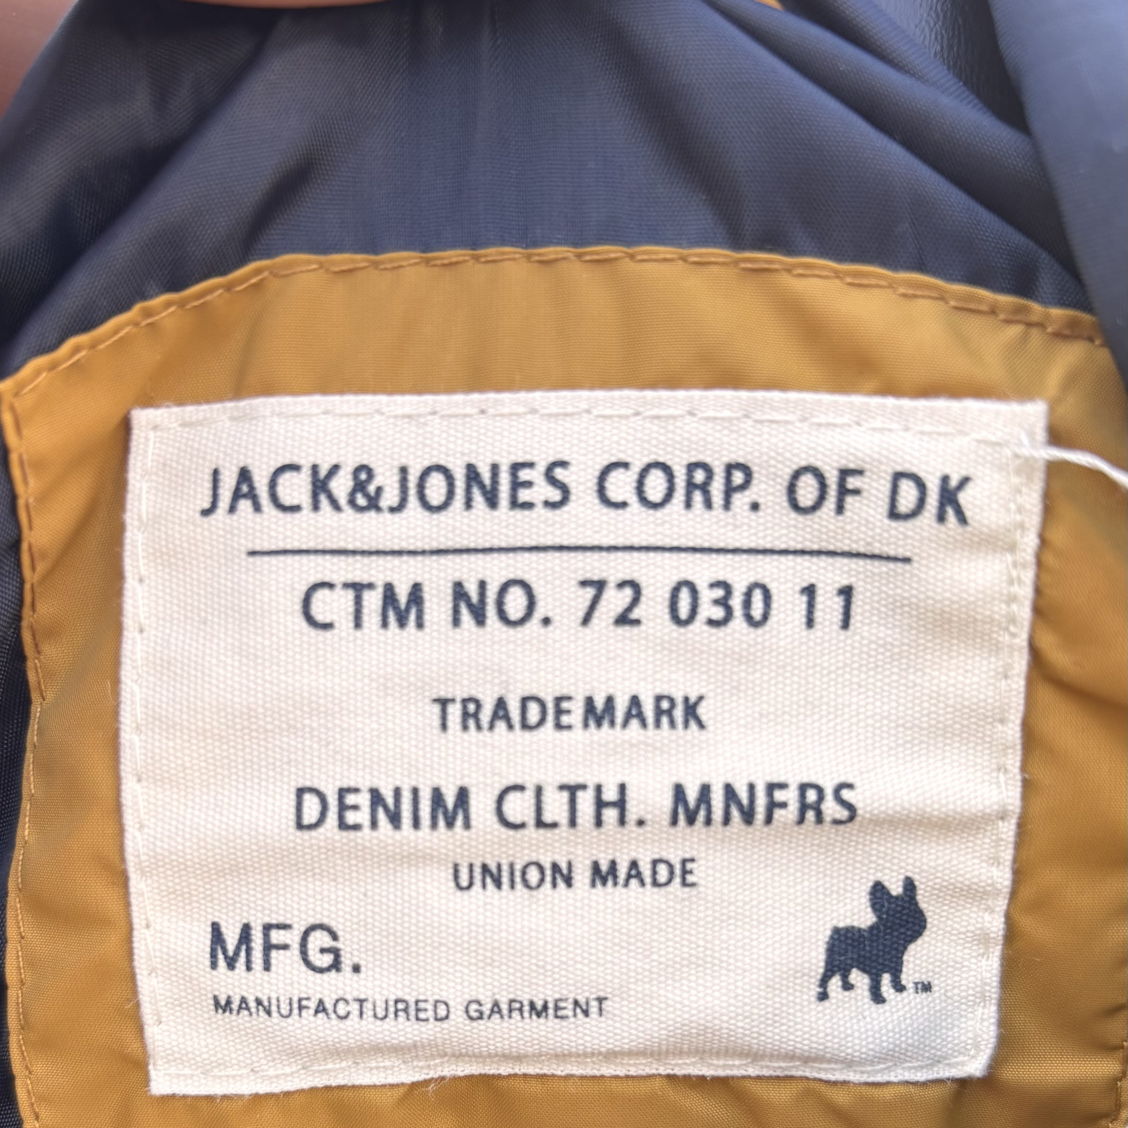 JACK&JONES CORP. OF DK
CTM NO. 72 030 11
TRADEMARK
DENIM CLTH. MNFRS
UNION MADE
MFG.
MANUFACTURED GARMENT
TM